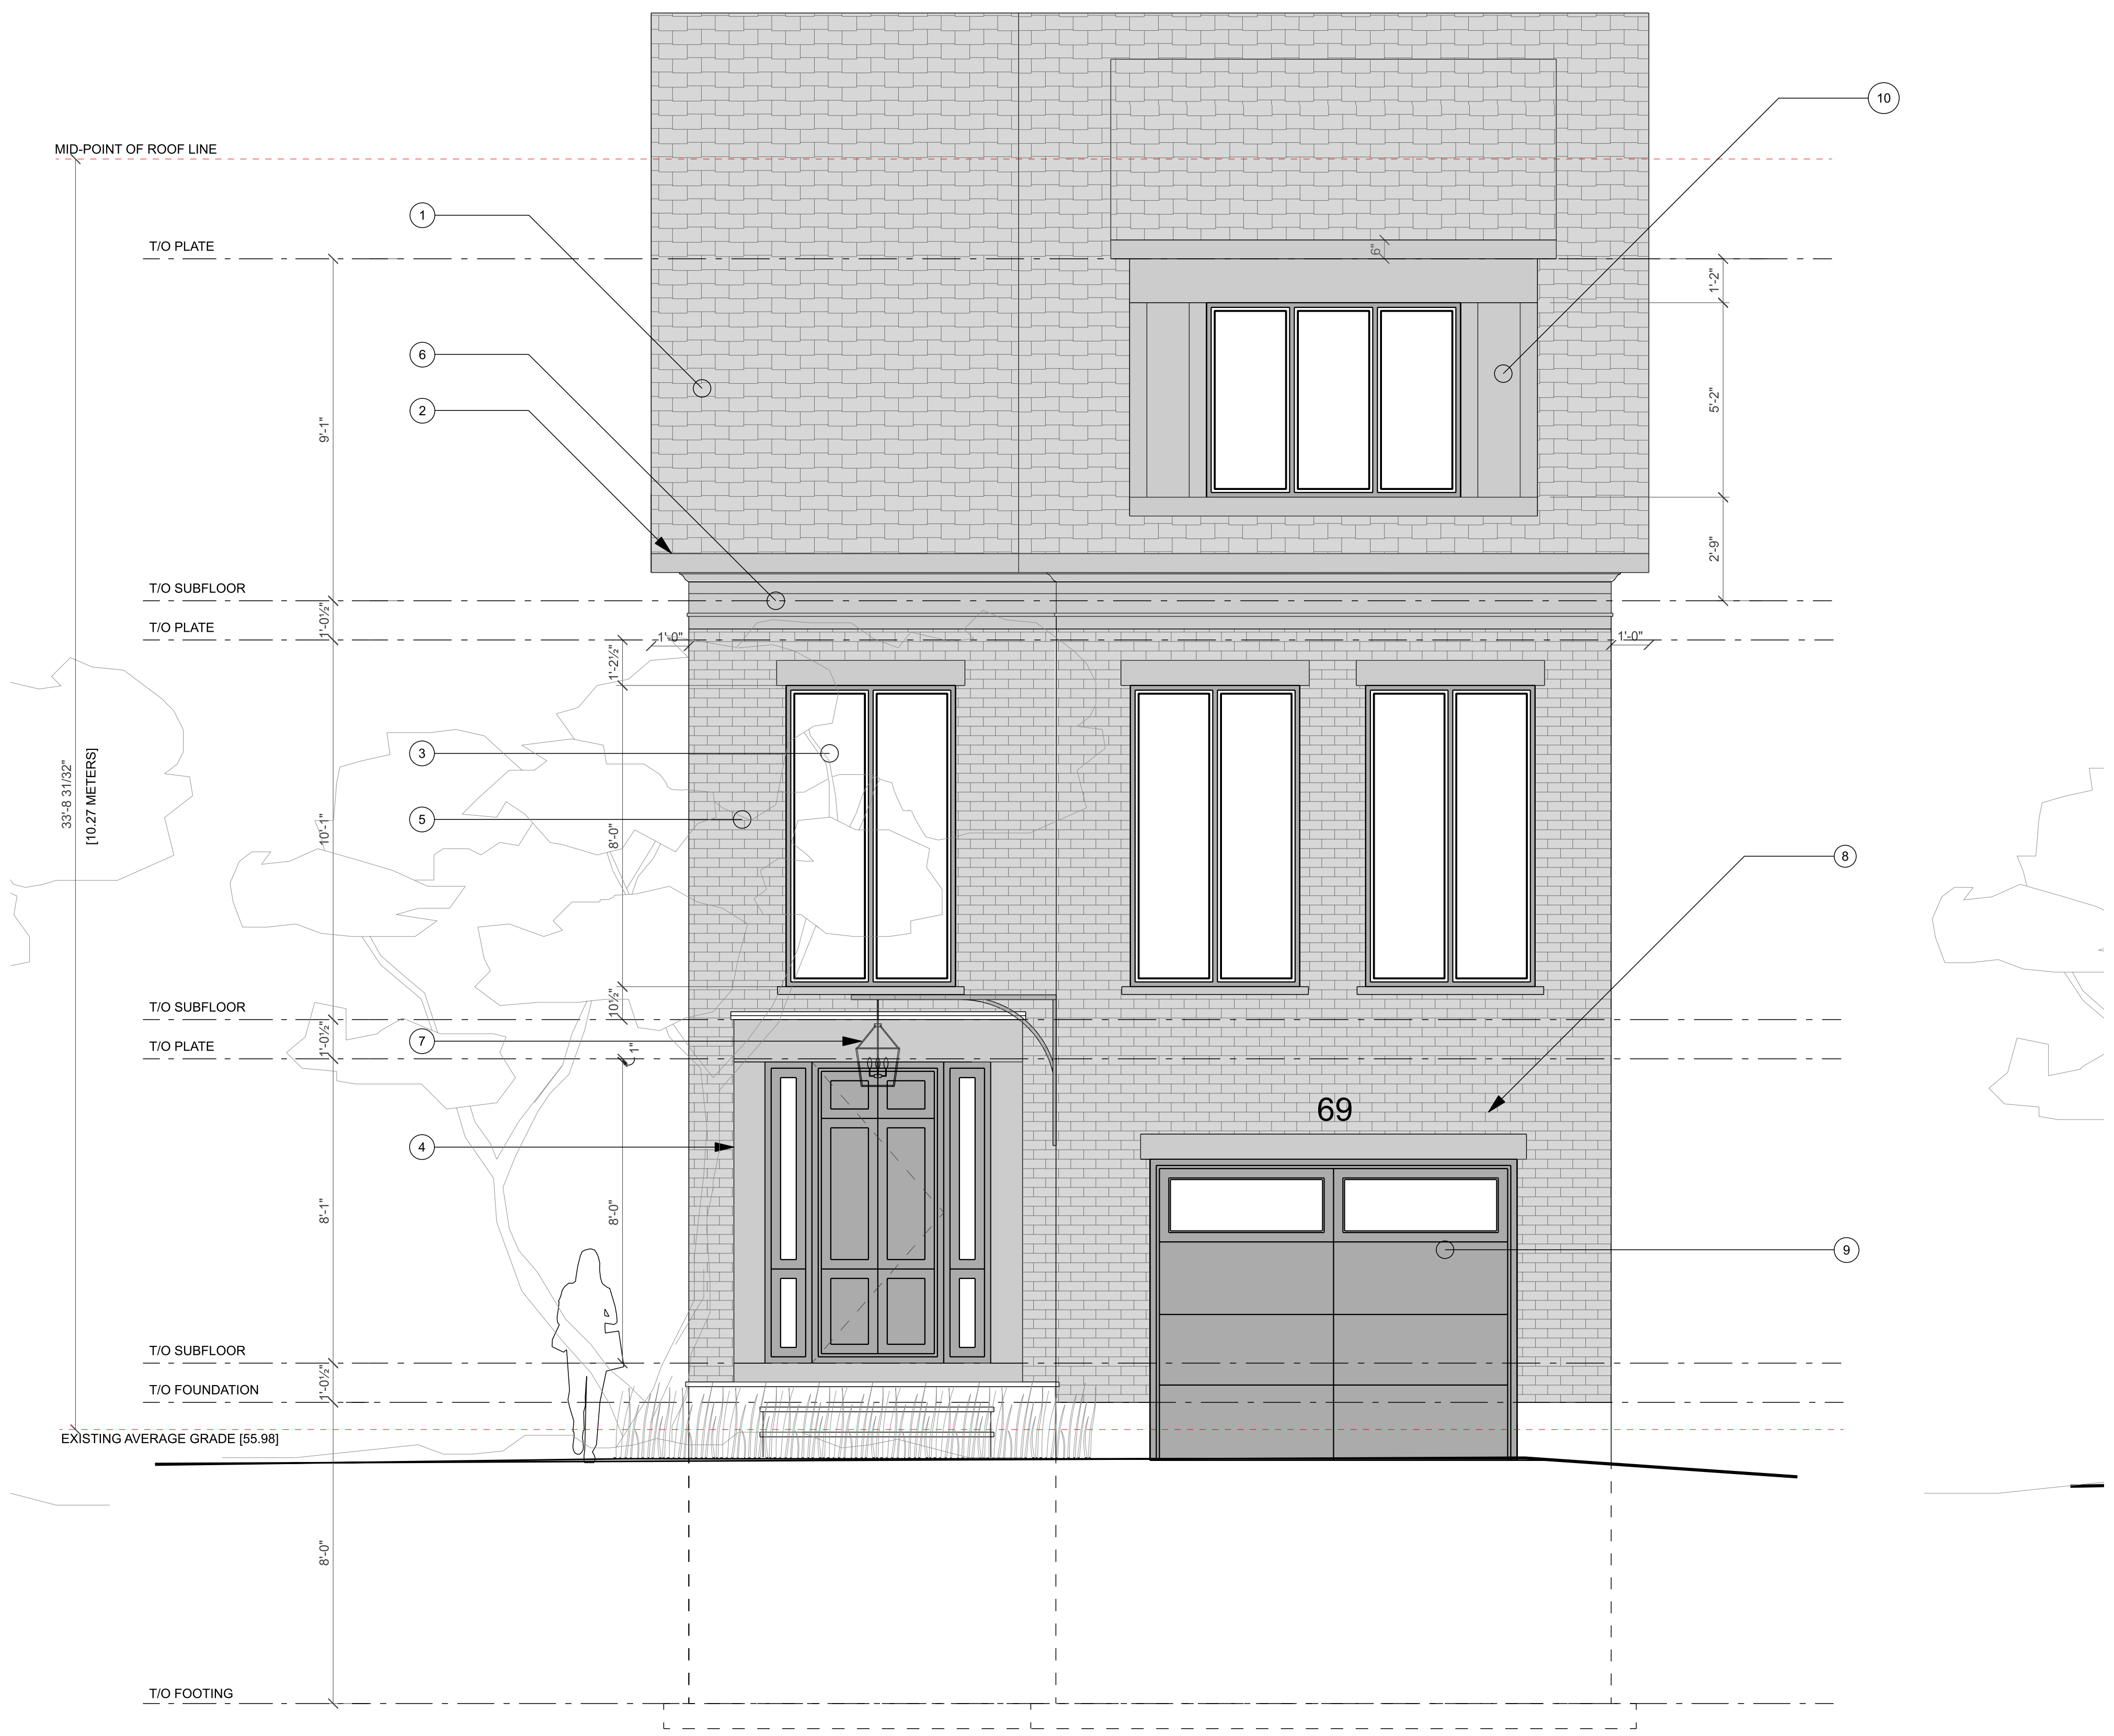 10
MID-POINT OF ROOF LINE
1
T/O PLATE
6"
1'-2"
6
2
9'-1"
5'-2"
2'-9"
T/O SUBFLOOR
1'-0½"
T/O PLATE
1'-0"
1'-0"
1'-2½"
3
33'-8 31/32"
[10.27 METERS]
5
10'-1"
8'-0"
8
T/O SUBFLOOR
10½"
1'-0½"
7
T/O PLATE
1"
69
4
8'-1"
8'-0"
9
T/O SUBFLOOR
1'-0½"
T/O FOUNDATION
EXISTING AVERAGE GRADE [55.98]
8'-0"
T/O FOOTING